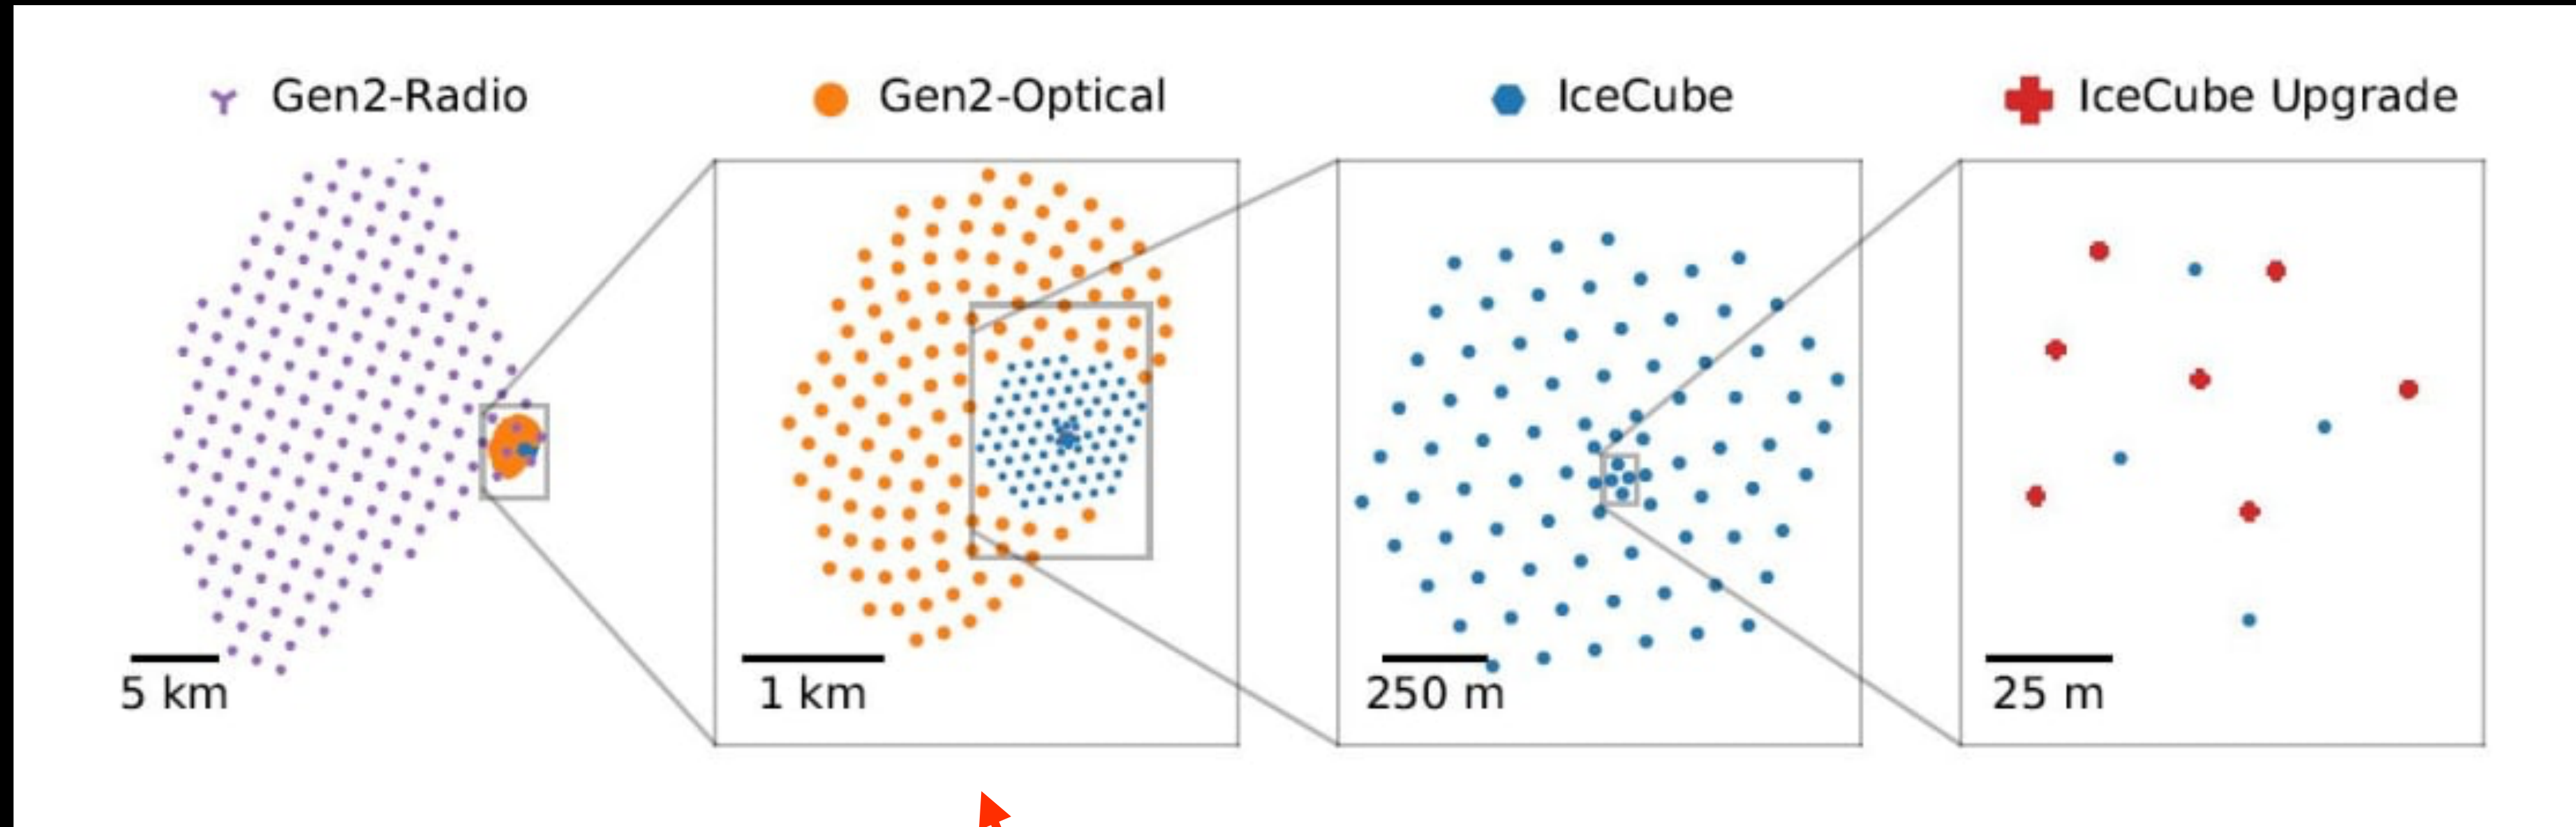 Gen2-Radio
Gen2-Optical
IceCube
IceCube Upgrade
5 km
1 km
250 m
25 m